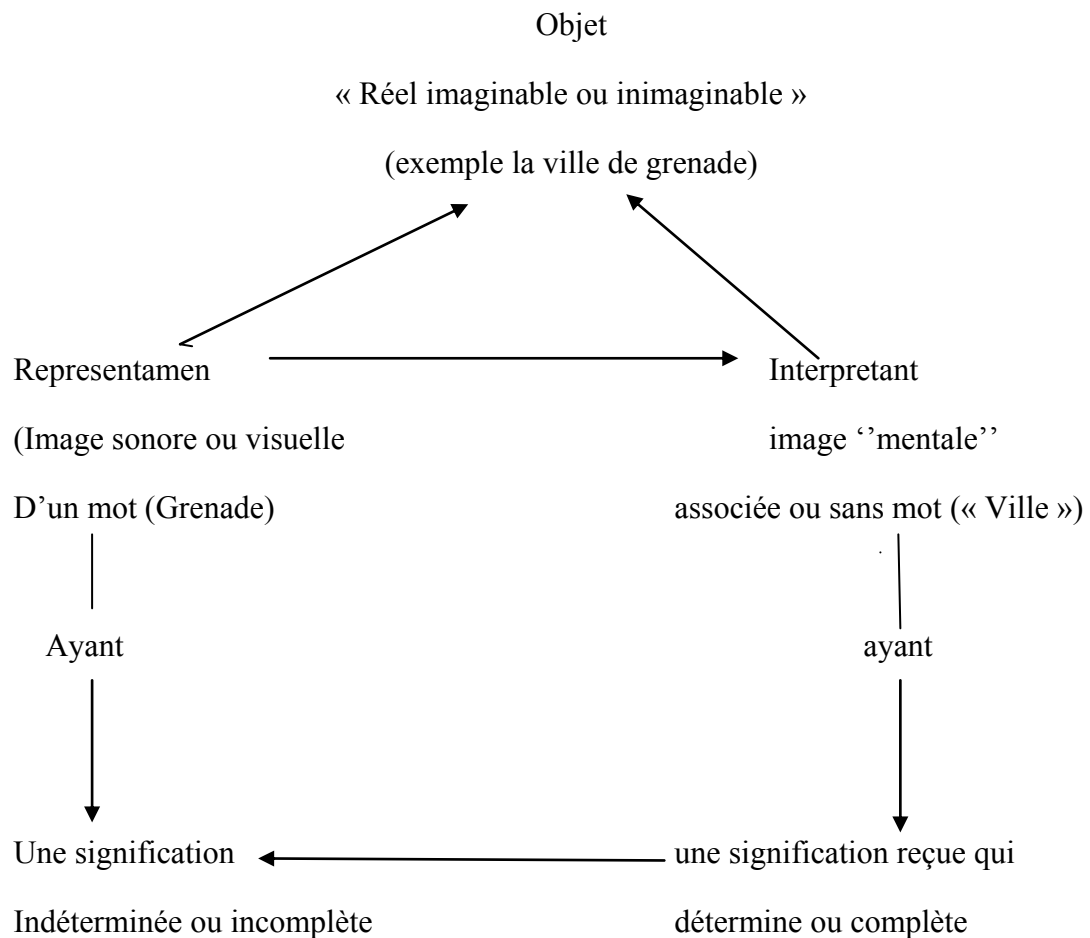 Objet
« Réel imaginable ou inimaginable »
(exemple la ville de grenade)
Representamen
Interpretant
(Image sonore ou visuelle
image ‘’mentale’’
D’un mot (Grenade)
associée ou sans mot (« Ville »)
Ayant
ayant
Une signification
une signification reçue qui
Indéterminée ou incomplète
détermine ou complète